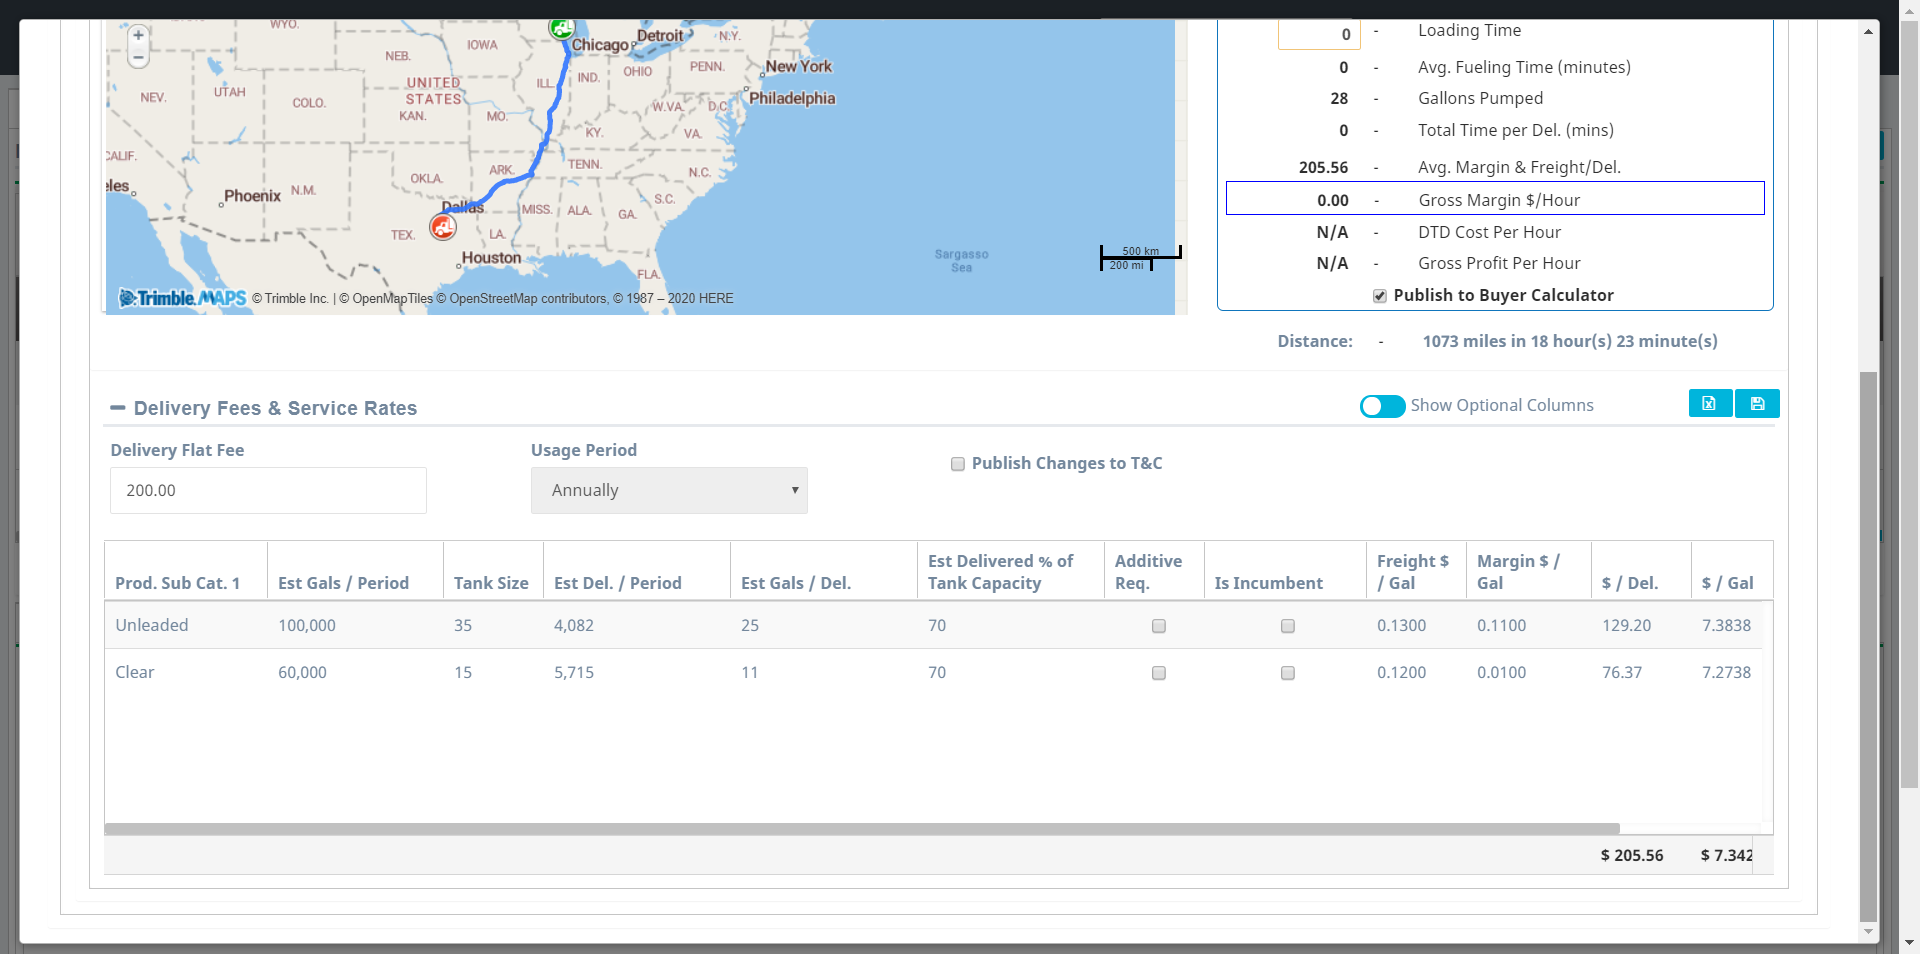 +
−
WYO.
IOWA
Chicago
Detroit
N.Y.
NEB.
OHIO
PENN.
New York
UNITED
STATES
ILL.
IND.
NEV.
UTAH
COLO.
KAN.
MO.
W.VA.
D.C
Philadelphia
KY.
VA.
CALIF.
TENN.
ARK.
OKLA.
N.C.
Phoenix
N.M.
Dallas
MISS.
ALA.
S.C.
GA.
TEX.
LA.
Houston
FLA.
Sargasso
Sea
500 km
200 mi
Trimble. MAPS © Trimble Inc. | © OpenMapTiles © OpenStreetMap contributors, © 1987 – 2020 HERE
0 - Loading Time
0 - Avg. Fueling Time (minutes)
28 - Gallons Pumped
0 - Total Time per Del. (mins)
205.56 - Avg. Margin & Freight/Del.
0.00 - Gross Margin $/Hour
N/A - DTD Cost Per Hour
N/A - Gross Profit Per Hour
Publish to Buyer Calculator
Distance: - 1073 miles in 18 hour(s) 23 minute(s)
Delivery Fees & Service Rates
Show Optional Columns
Delivery Flat Fee
200.00
Usage Period
Annually
Publish Changes to T&C
Prod. Sub Cat. 1
Est Gals / Period
Tank Size
Est Del. / Period
Est Gals / Del.
Est Delivered % of
Tank Capacity
Additive
Req.
Is Incumbent
Freight $
/ Gal
Margin $ /
Gal
$ / Del.
$ / Gal
Unleaded 100,000 35 4,082 25 70 0.1300 0.1100 129.20 7.3838
Clear 60,000 15 5,715 11 70 0.1200 0.0100 76.37 7.2738
$ 205.56 $ 7.342